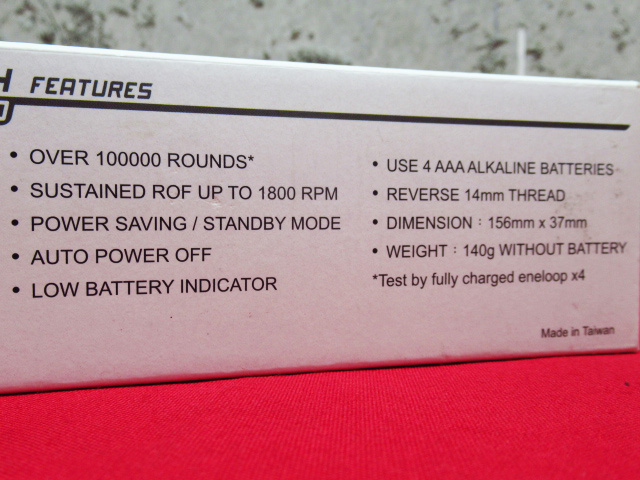 H FEATURES
• OVER 100000 ROUNDS*
• SUSTAINED ROF UP TO 1800 RPM
• POWER SAVING / STANDBY MODE
• AUTO POWER OFF
• LOW BATTERY INDICATOR
• USE 4 AAA ALKALINE BATTERIES
• REVERSE 14mm THREAD
• DIMENSION : 156mm x 37mm
• WEIGHT : 140g WITHOUT BATTERY
*Test by fully charged eneloop x4
Made in Taiwan